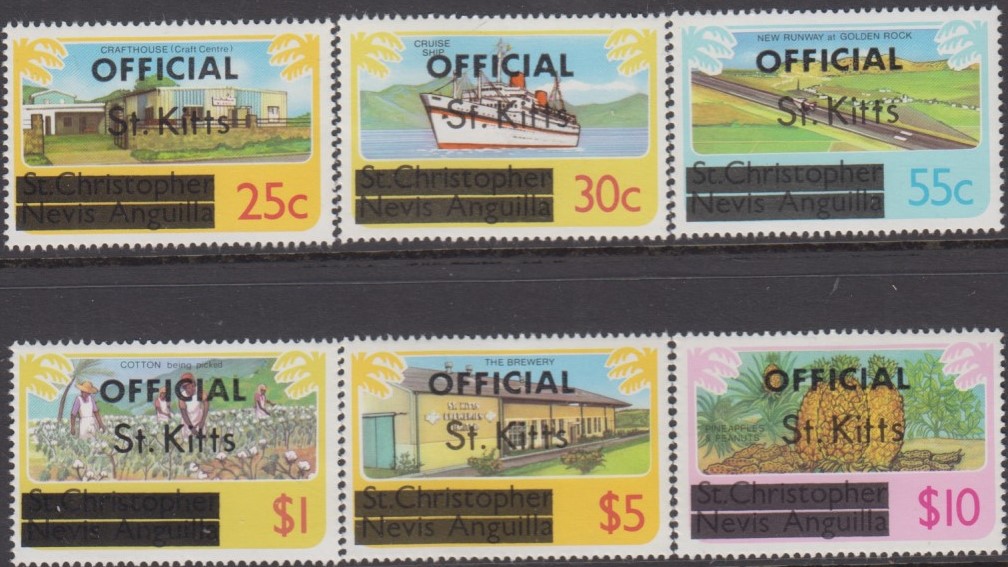 CRAFTHOUSE (Craft Centre)
OFFICIAL
St. Kitts
St. Christopher
Nevis Anguilla
25c
CRUISE
SHIP
OFFICIAL
St. Kitts
St. Christopher
Nevis Anguilla
30c
NEW RUNWAY at GOLDEN ROCK
OFFICIAL
St. Kitts
St. Christopher
Nevis Anguilla
55c
COTTON being picked
OFFICIAL
St. Kitts
St. Christopher
Nevis Anguilla
$1
THE BREWERY
OFFICIAL
ST. KITTS
St. Kitts
St. Christopher
Nevis Anguilla
$5
OFFICIAL
PINEAPPLES
& PEANUTS
St. Kitts
St. Christopher
Nevis Anguilla
$10